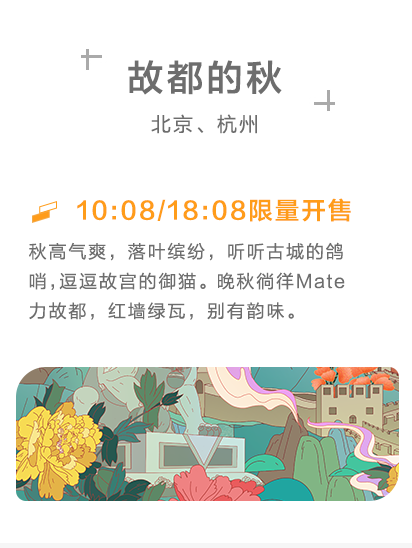 故都的秋
北京、杭州
10:08/18:08限量开售
秋高气爽，落叶缤纷，听听古城的鸽
哨,逗逗故宫的御猫。晚秋徜徉Mate
力故都，红墙绿瓦，别有韵味。